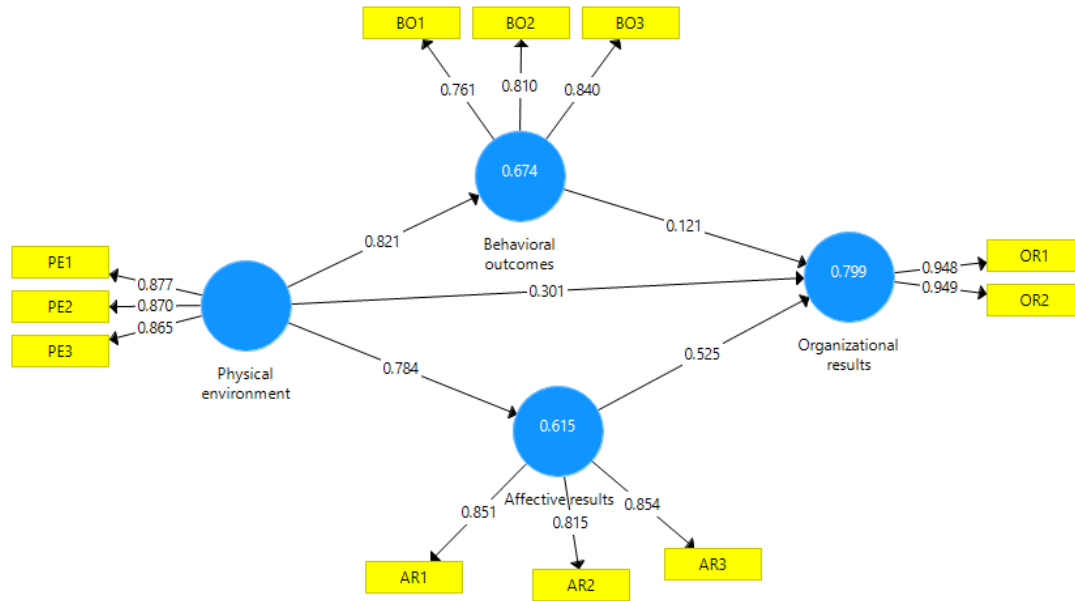 BO1
BO2
BO3
0.761
0.810
0.840
0.674
Behavioral
outcomes
0.821
0.121
PE1
PE2
PE3
0.877
0.870
0.865
Physical
environment
0.301
0.799
Organizational
results
0.948
0.949
OR1
OR2
0.784
0.525
0.615
Affective results
0.851
0.815
0.854
AR1
AR2
AR3